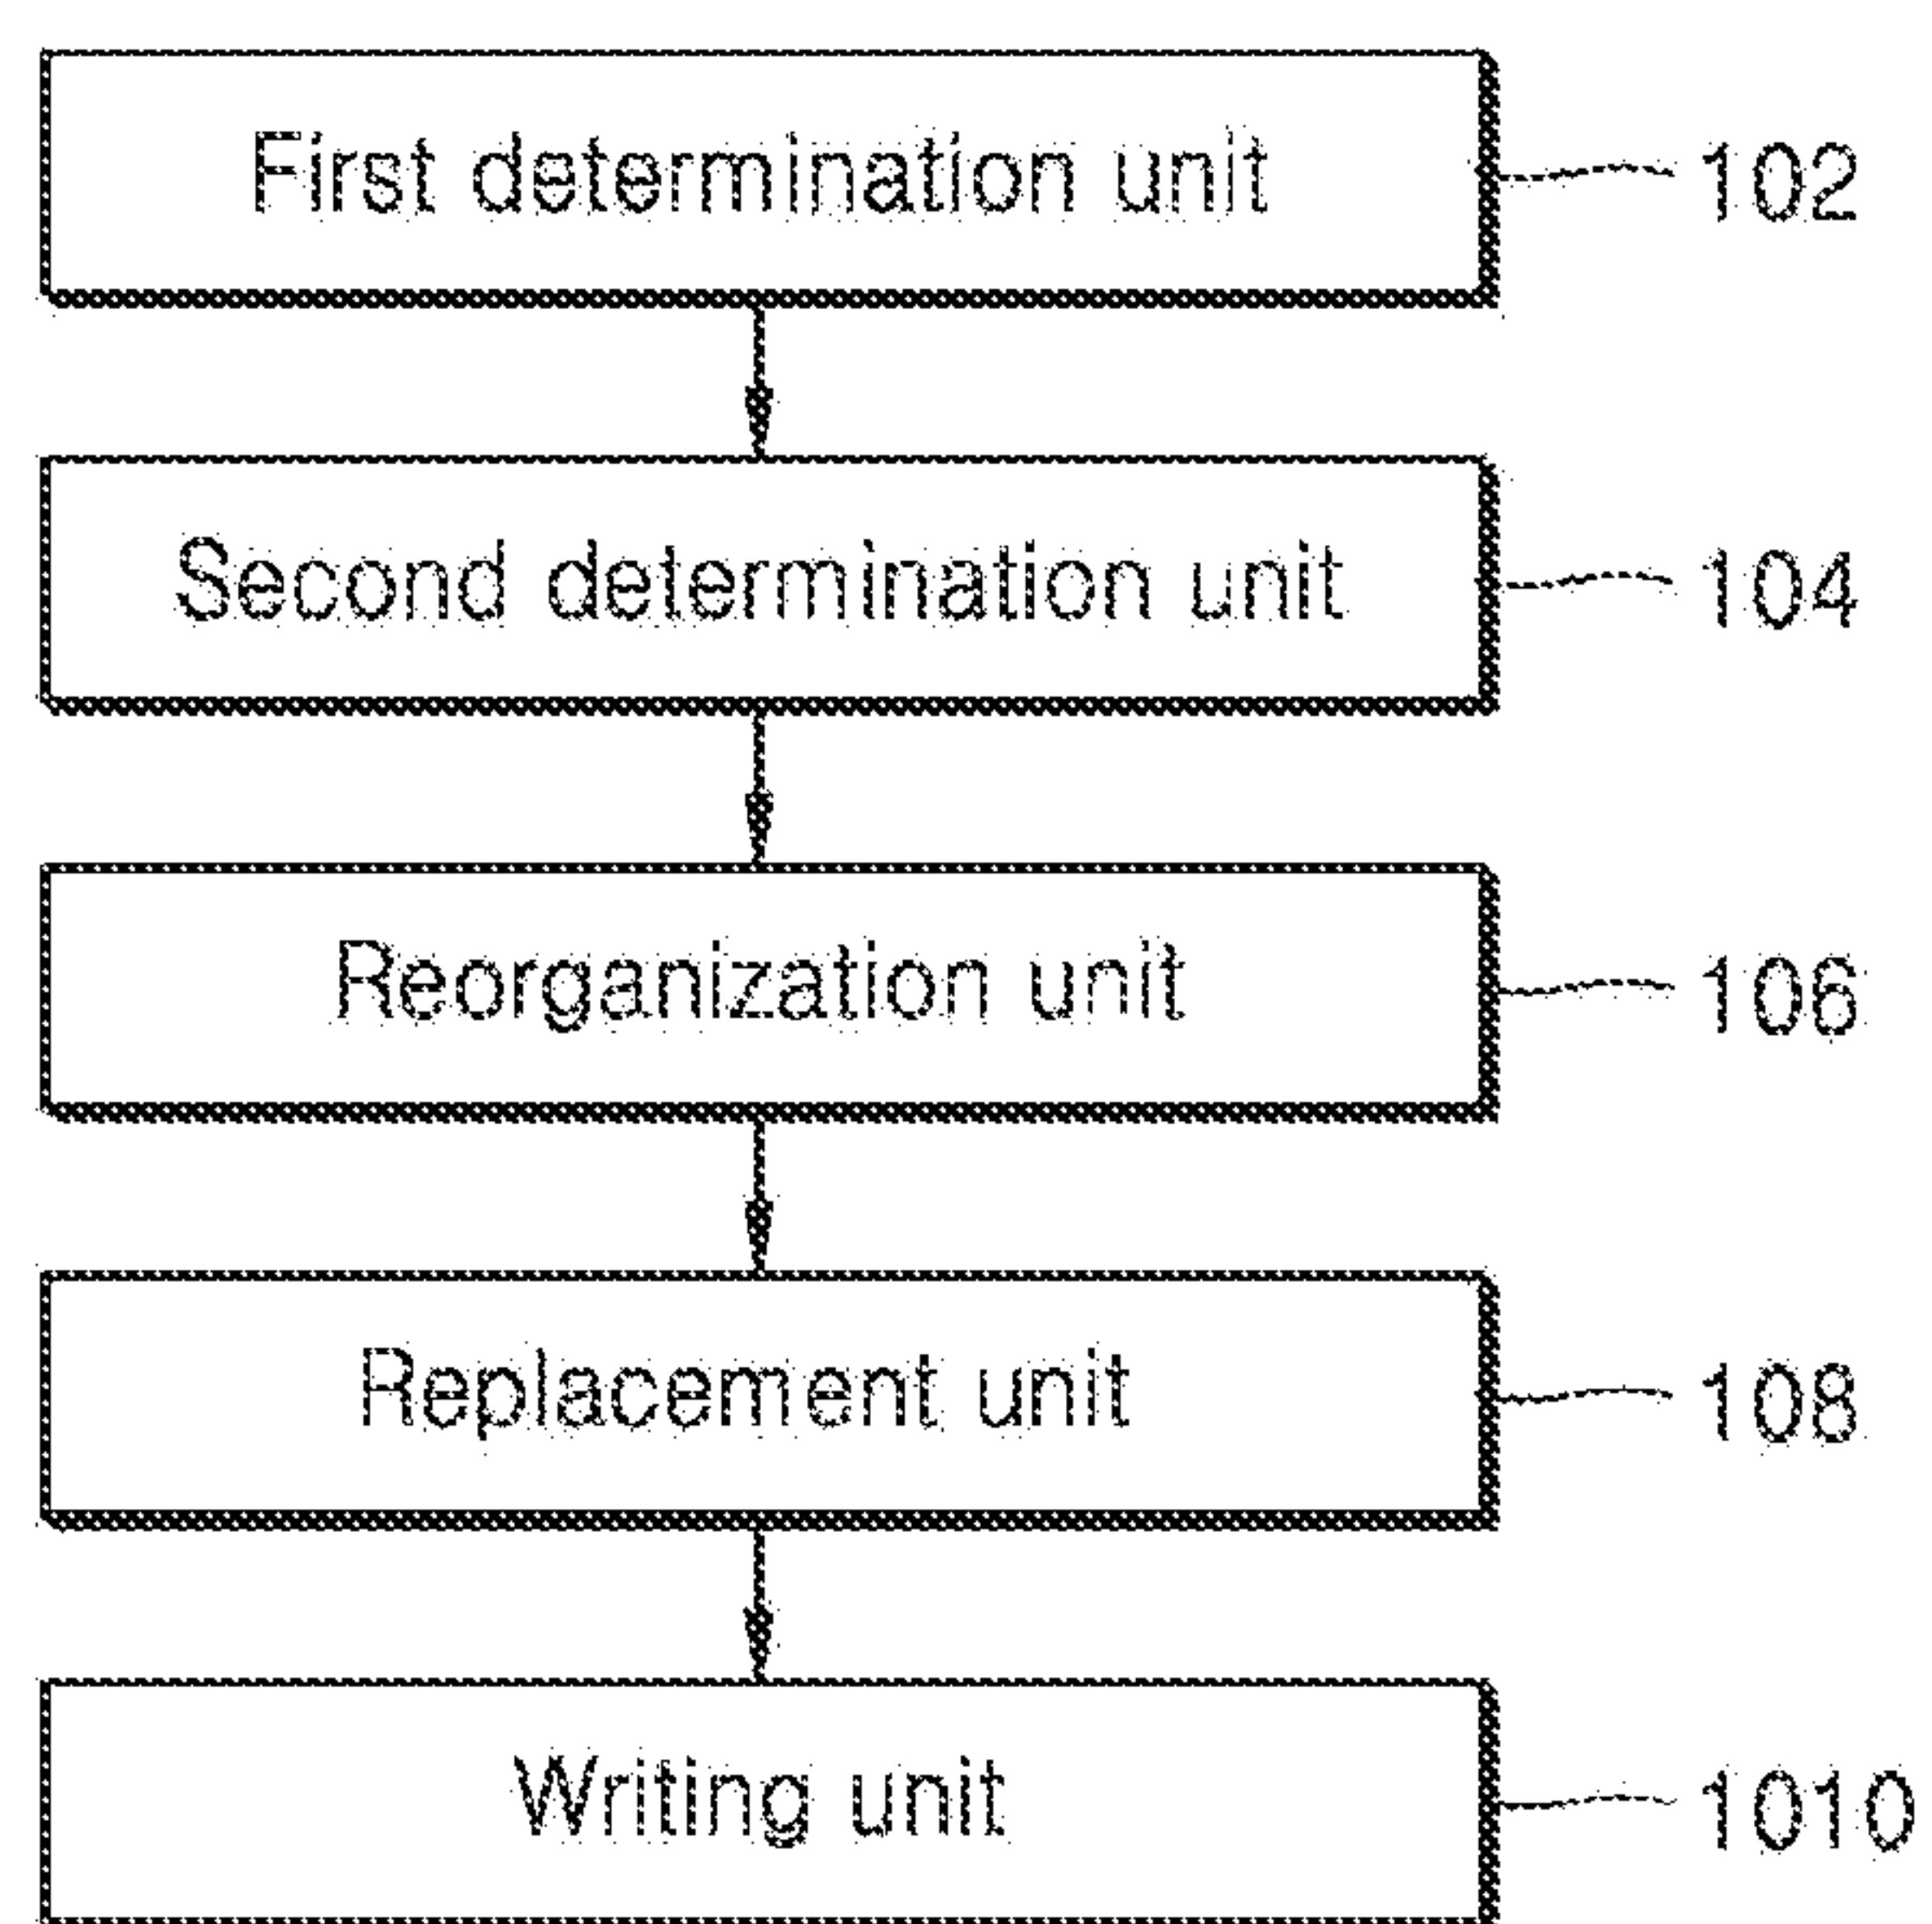 First determination unit 102
Second determination unit 104
Reorganization unit 106
Replacement unit 108
Writing unit 1010